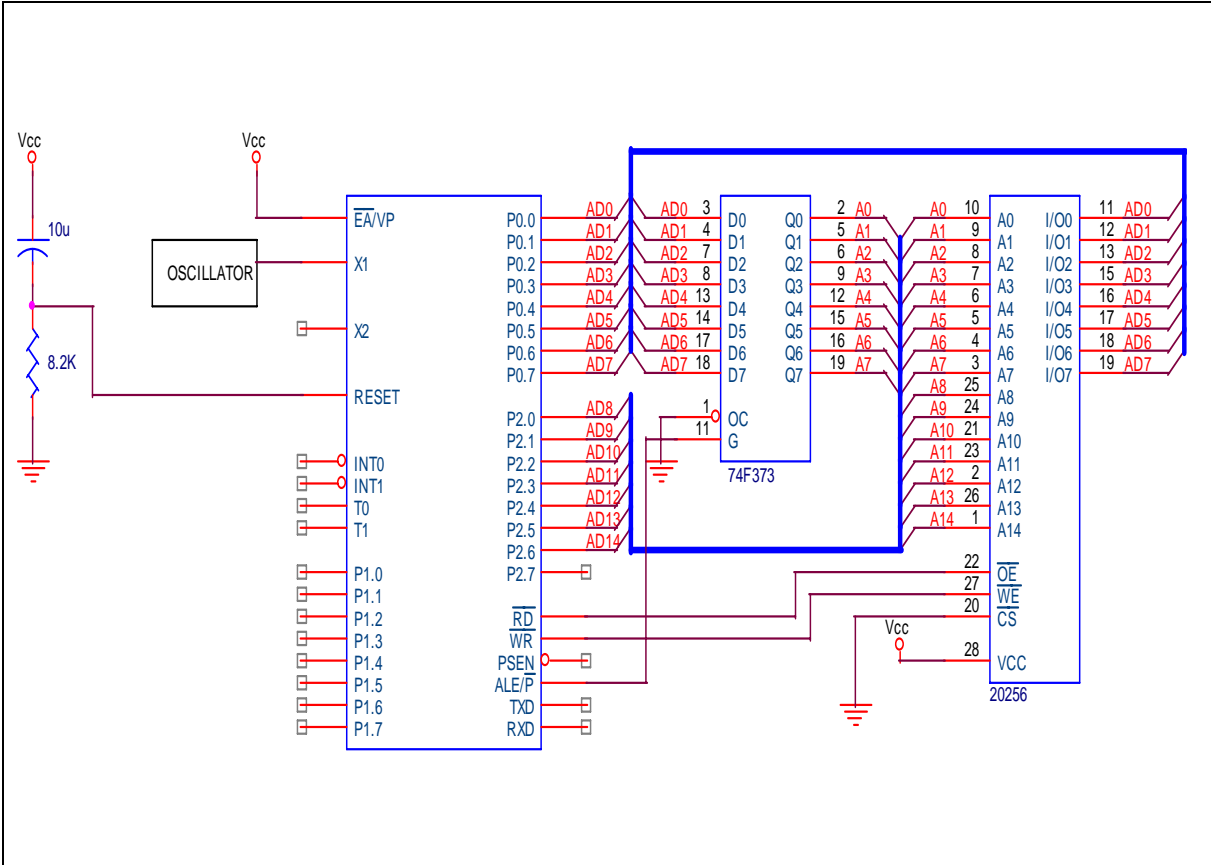 Vcc
10u
8.2K
Vcc
OSCILLATOR
EA/VP
X1
X2
RESET
INT0
INT1
T0
T1
P1.0
P1.1
P1.2
P1.3
P1.4
P1.5
P1.6
P1.7
P0.0 AD0
P0.1 AD1
P0.2 AD2
P0.3 AD3
P0.4 AD4
P0.5 AD5
P0.6 AD6
P0.7 AD7
P2.0 AD8
P2.1 AD9
P2.2 AD10
P2.3 AD11
P2.4 AD12
P2.5 AD13
P2.6 AD14
P2.7
RD
WR
PSEN
ALE/P
TXD
RXD
AD0 3 D0 Q0 2 A0
AD1 4 D1 Q1 5 A1
AD2 7 D2 Q2 6 A2
AD3 8 D3 Q3 9 A3
AD4 13 D4 Q4 12 A4
AD5 14 D5 Q5 15 A5
AD6 17 D6 Q6 16 A6
AD7 18 D7 Q7 19 A7
1 OC
11 G
74F373
A0 10 A0 I/O0 11 AD0
A1 9 A1 I/O1 12 AD1
A2 8 A2 I/O2 13 AD2
A3 7 A3 I/O3 15 AD3
A4 6 A4 I/O4 16 AD4
A5 5 A5 I/O5 17 AD5
A6 4 A6 I/O6 18 AD6
A7 3 A7 I/O7 19 AD7
A8 25 A8
A9 24 A9
A10 21 A10
A11 23 A11
A12 2 A12
A13 26 A13
A14 1 A14
22 OE
27 WE
20 CS
Vcc
28 VCC
20256